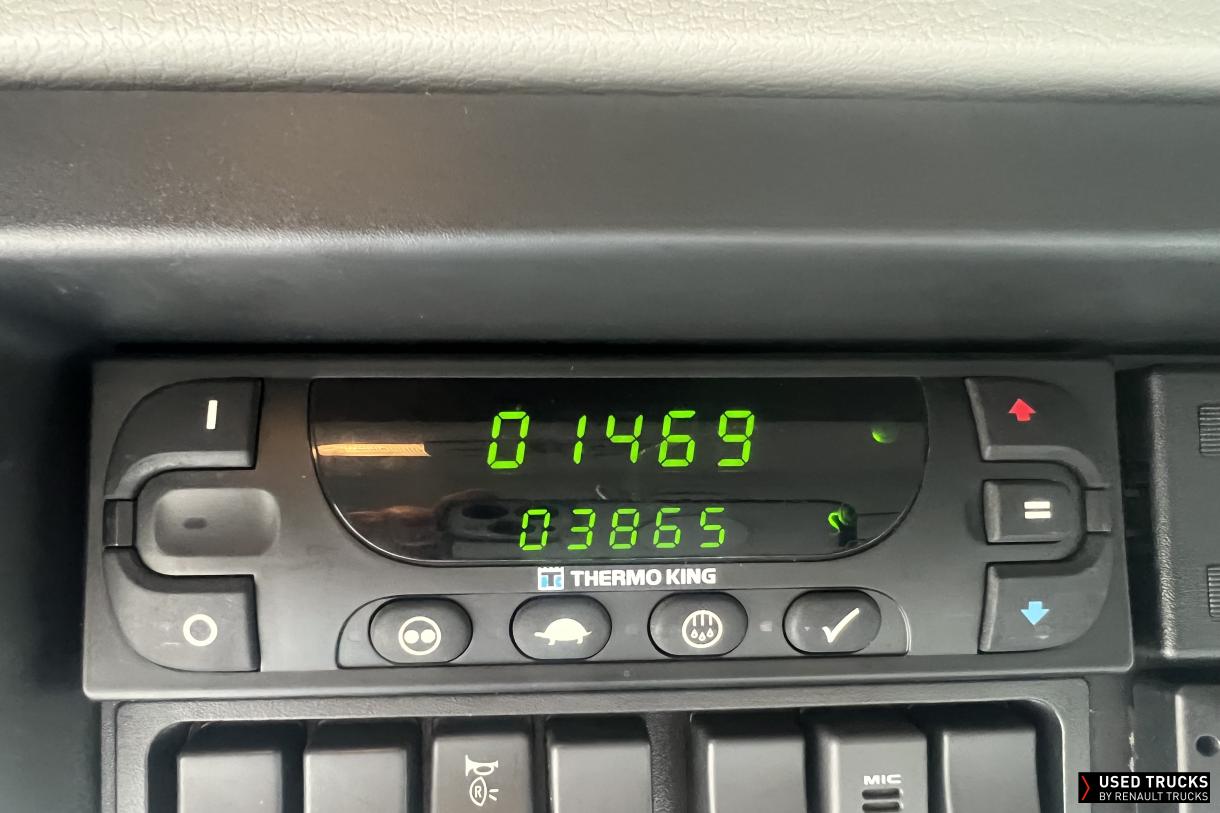 01469
03865
THERMO KING
R
MIC
USED TRUCKS
BY RENAULT TRUCKS